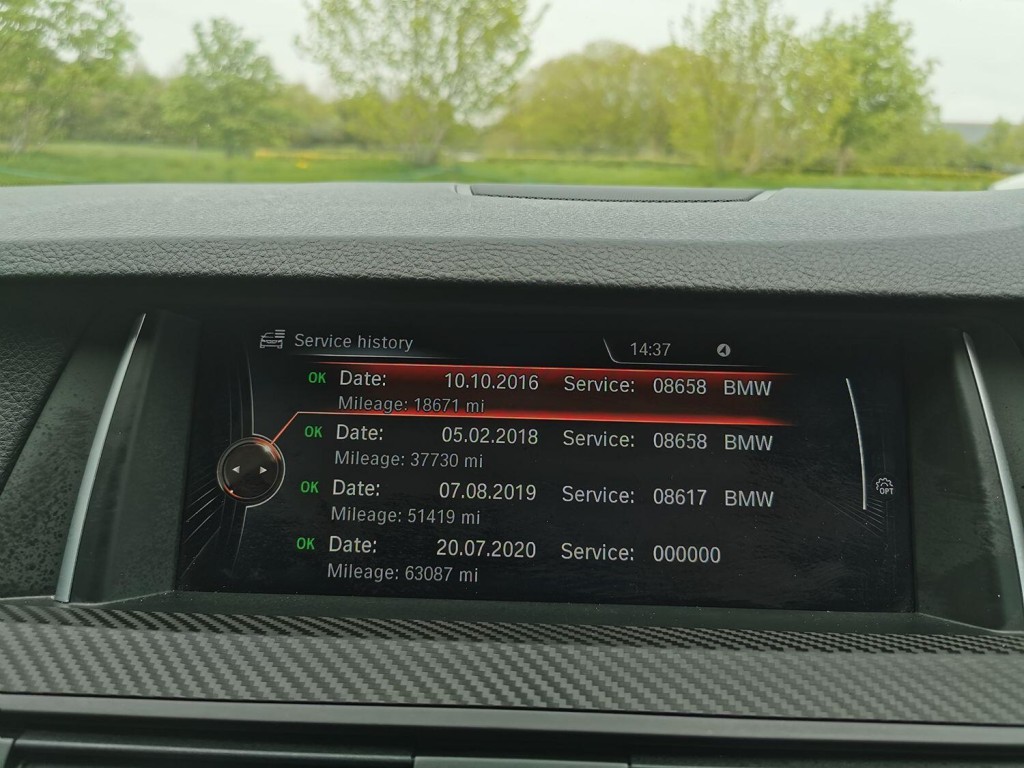 Service history 14:37
OK Date: 10.10.2016 Service: 08658 BMW
Mileage: 18671 mi
OK Date: 05.02.2018 Service: 08658 BMW
Mileage: 37730 mi
OK Date: 07.08.2019 Service: 08617 BMW
Mileage: 51419 mi
OPT
OK Date: 20.07.2020 Service: 000000
Mileage: 63087 mi